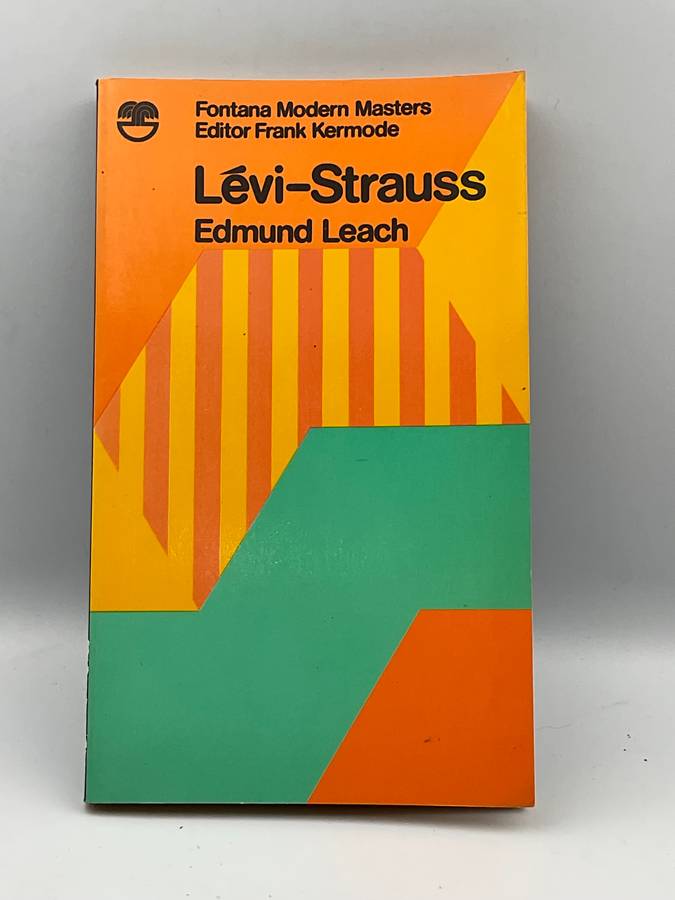 Fontana Modern Masters
Editor Frank Kermode
Lévi-Strauss
Edmund Leach